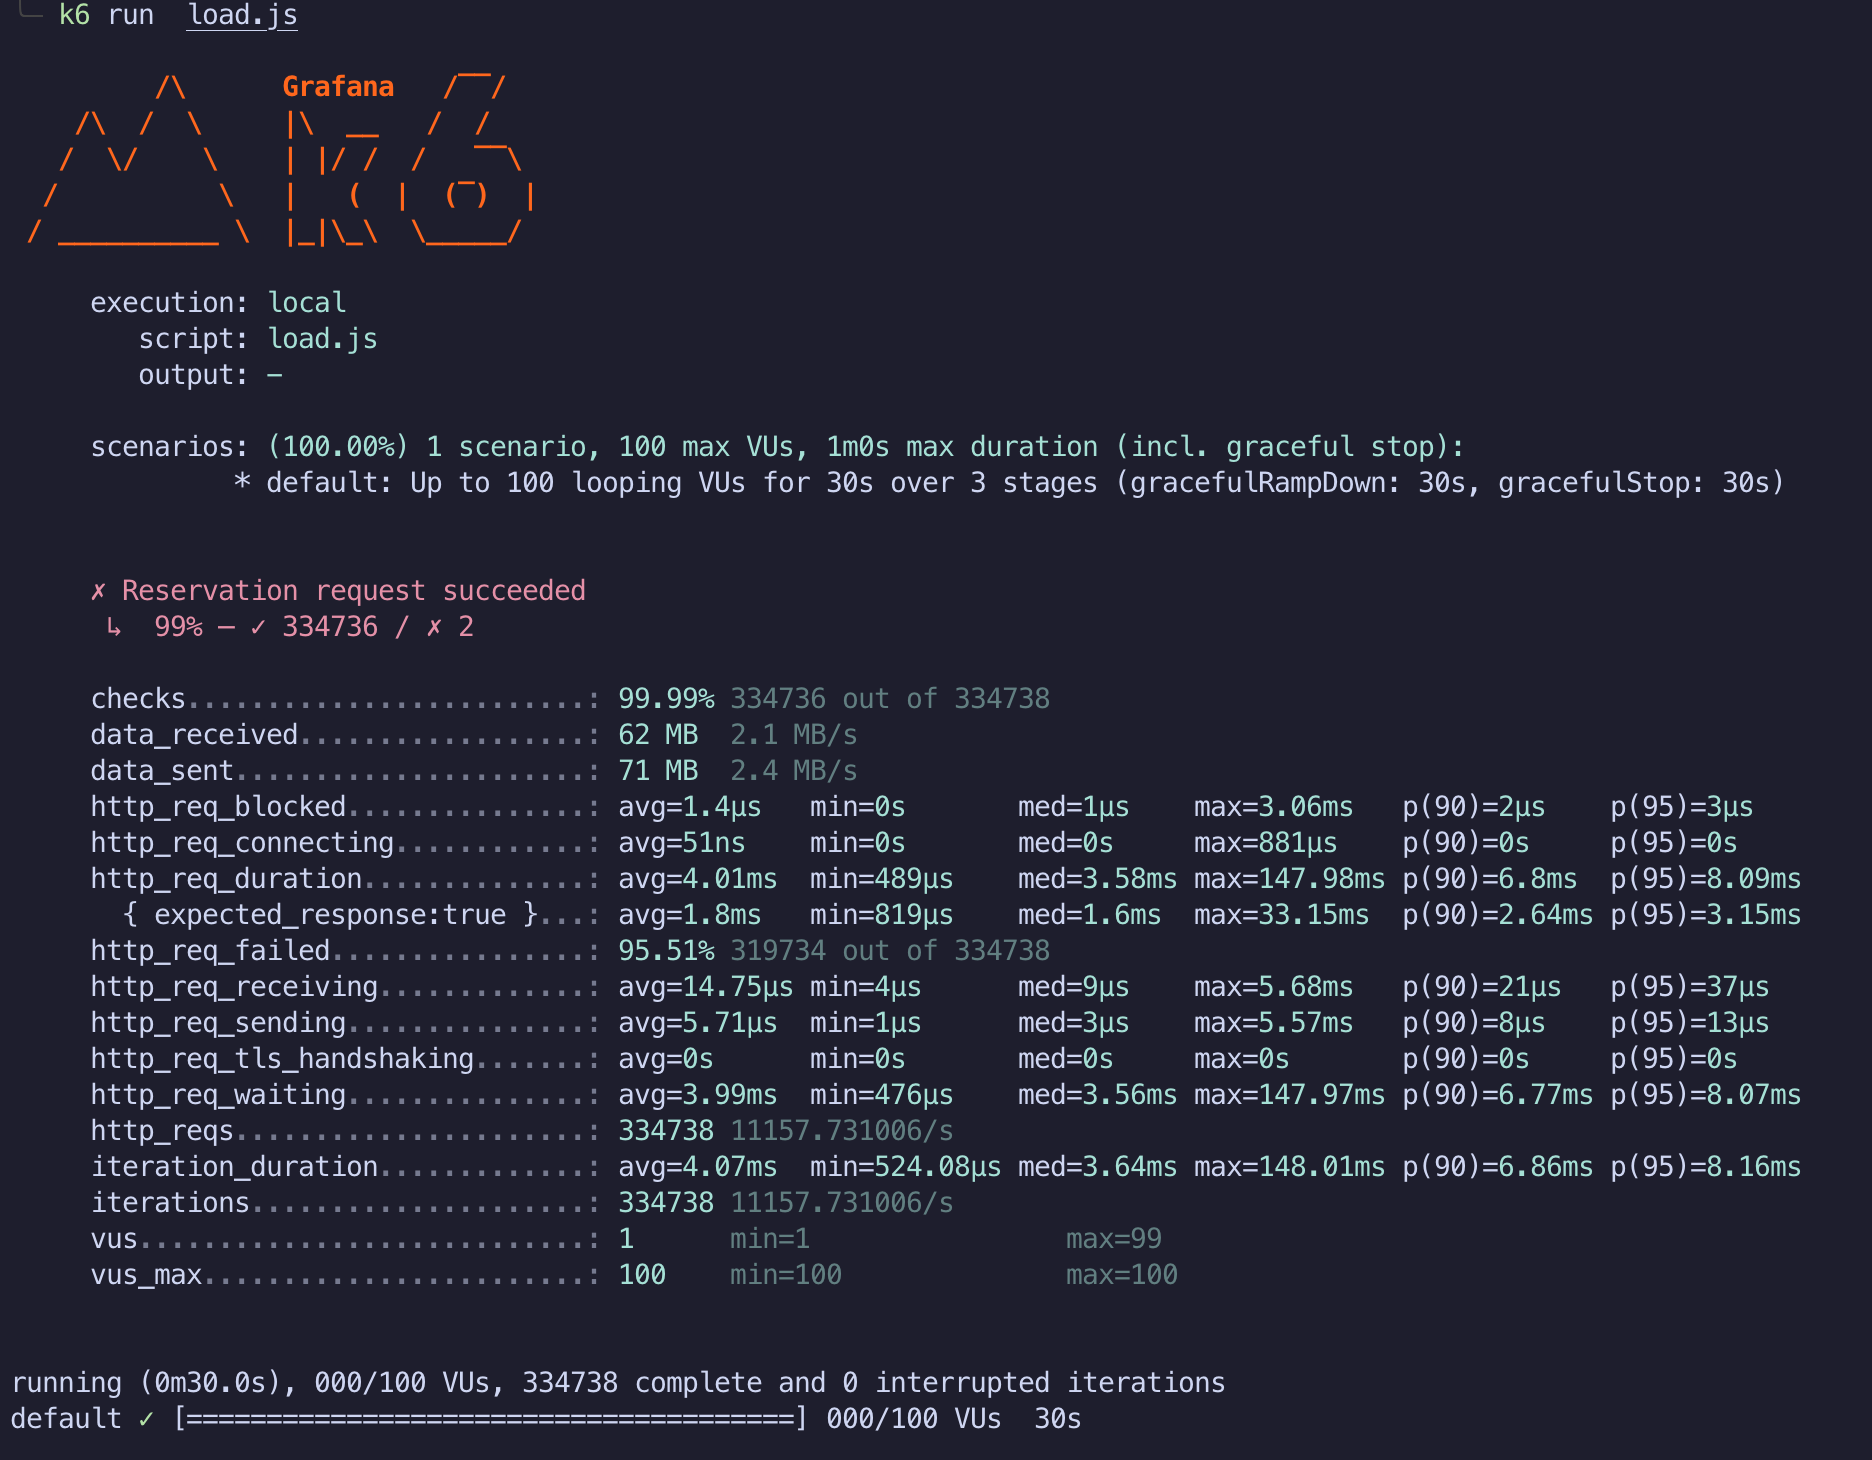 k6 run  load.js
         /\      Grafana   /‾‾/
    /\  /  \     |\  __   /  /
   /  \/    \    | |/ /  /   ‾‾\
  /          \   |   (  |  (‾)  |
 / __________ \  |_|\_\  \_____/
     execution: local
        script: load.js
        output: -
     scenarios: (100.00%) 1 scenario, 100 max VUs, 1m0s max duration (incl. graceful stop):
              * default: Up to 100 looping VUs for 30s over 3 stages (gracefulRampDown: 30s, gracefulStop: 30s)
     ✗ Reservation request succeeded
      ↳  99% — ✓ 334736 / ✗ 2
     checks.........................: 99.99% 334736 out of 334738
     data_received..................: 62 MB  2.1 MB/s
     data_sent......................: 71 MB  2.4 MB/s
     http_req_blocked...............: avg=1.4µs   min=0s       med=1µs    max=3.06ms   p(90)=2µs    p(95)=3µs
     http_req_connecting............: avg=51ns    min=0s       med=0s     max=881µs    p(90)=0s     p(95)=0s
     http_req_duration..............: avg=4.01ms  min=489µs    med=3.58ms max=147.98ms p(90)=6.8ms  p(95)=8.09ms
       { expected_response:true }...: avg=1.8ms   min=819µs    med=1.6ms  max=33.15ms  p(90)=2.64ms p(95)=3.15ms
     http_req_failed................: 95.51% 319734 out of 334738
     http_req_receiving.............: avg=14.75µs min=4µs      med=9µs    max=5.68ms   p(90)=21µs   p(95)=37µs
     http_req_sending...............: avg=5.71µs  min=1µs      med=3µs    max=5.57ms   p(90)=8µs    p(95)=13µs
     http_req_tls_handshaking.......: avg=0s      min=0s       med=0s     max=0s       p(90)=0s     p(95)=0s
     http_req_waiting...............: avg=3.99ms  min=476µs    med=3.56ms max=147.97ms p(90)=6.77ms p(95)=8.07ms
     http_reqs......................: 334738 11157.731006/s
     iteration_duration.............: avg=4.07ms  min=524.08µs med=3.64ms max=148.01ms p(90)=6.86ms p(95)=8.16ms
     iterations.....................: 334738 11157.731006/s
     vus............................: 1      min=1                max=99
     vus_max........................: 100    min=100              max=100
running (0m30.0s), 000/100 VUs, 334738 complete and 0 interrupted iterations
default ✓ [======================================] 000/100 VUs  30s